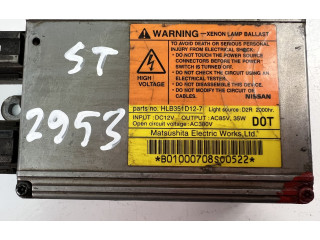 ST
2953
WARNING - XENON LAMP BALLAST
TO AVOID DEATH OR SERIOUS PERSONAL
INJURY FROM ELECTRICAL SHOCK:
· DO NOT TOUCH THE POWER SOURCE
CONNECTORS BEFORE THE POWER
SWITCH IS TURNED OFF.
· DO NOT CHECK THE CIRCUIT USING AN
ELECTRICAL TESTER.
· DO NOT DISASSEMBLE THIS DEVICE.
· DO NOT MODIFY THE CIRCUIT OR
CABLES.
NISSAN
HIGH
VOLTAGE
parts no. HLB35fD12-7 Light source: D2R 2000hr.
INPUT :DC12V OUTPUT :AC85V, 35W
Open circuit voltage: AC380V
DOT
Matsushita Electric Works, Ltd.
*B01000708S00522*